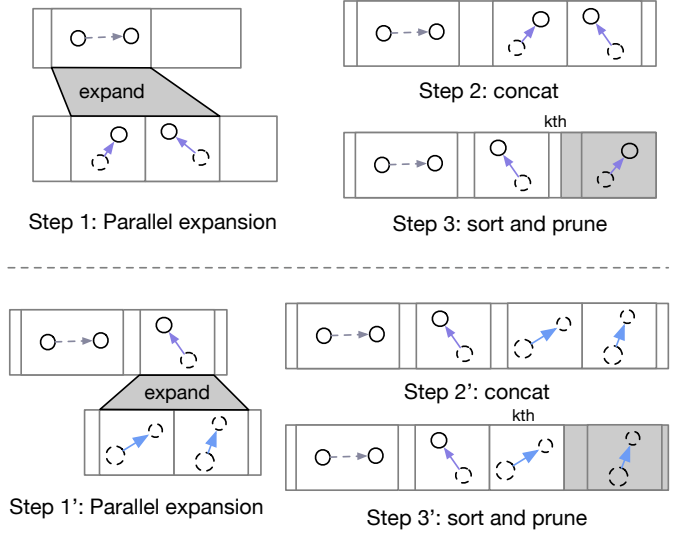 expand
Step 1: Parallel expansion
Step 2: concat
kth
Step 3: sort and prune
expand
Step 1': Parallel expansion
Step 2': concat
kth
Step 3': sort and prune